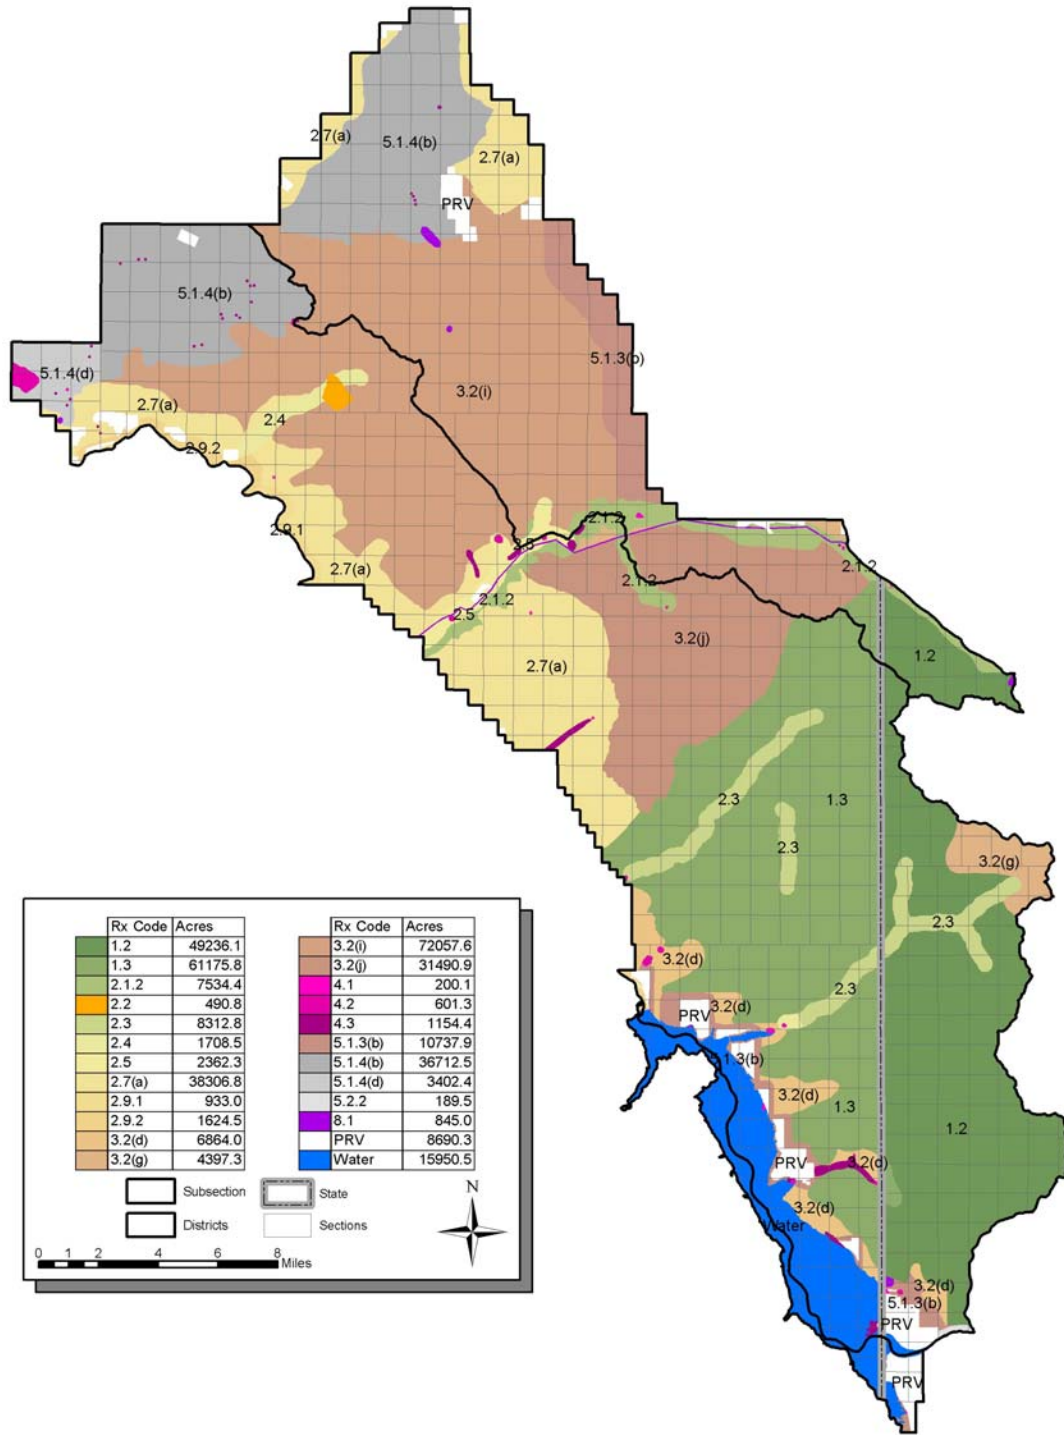 2.7(a)
5.1.4(b)
2.7(a)
PRV
5.1.4(b)
5.1.3(b)
5.1.4(d)
3.2(i)
2.7(a)
2.4
2.9.2
2.1.2
2.9.1
2.5
2.1.2
2.7(a)
2.1.2
2.1.2
2.5
3.2(j)
1.2
2.7(a)
2.3
1.3
2.3
3.2(g)
2.3
3.2(d)
2.3
3.2(d)
PRV
5.1.3(b)
3.2(d)
1.3
1.2
PRV
3.2(d)
3.2(d)
Water
3.2(d)
5.1.3(b)
PRV
PRV
Rx Code Acres Rx Code Acres
1.2 49236.1 3.2(i) 72057.6
1.3 61175.8 3.2(j) 31490.9
2.1.2 7534.4 4.1 200.1
2.2 490.8 4.2 601.3
2.3 8312.8 4.3 1154.4
2.4 1708.5 5.1.3(b) 10737.9
2.5 2362.3 5.1.4(b) 36712.5
2.7(a) 38306.8 5.1.4(d) 3402.4
2.9.1 933.0 5.2.2 189.5
2.9.2 1624.5 8.1 845.0
3.2(d) 6864.0 PRV 8690.3
3.2(g) 4397.3 Water 15950.5
Subsection State
Districts Sections
N
0 1 2 4 6 8
Miles